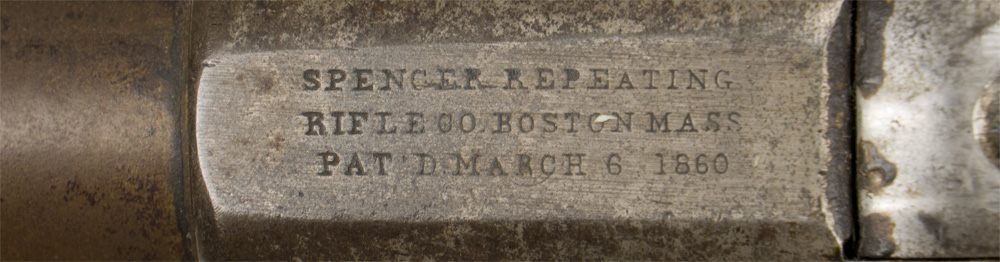 SPENCER REPEATING
RIFLE CO. BOSTON MASS
PAT'D. MARCH 6 1860